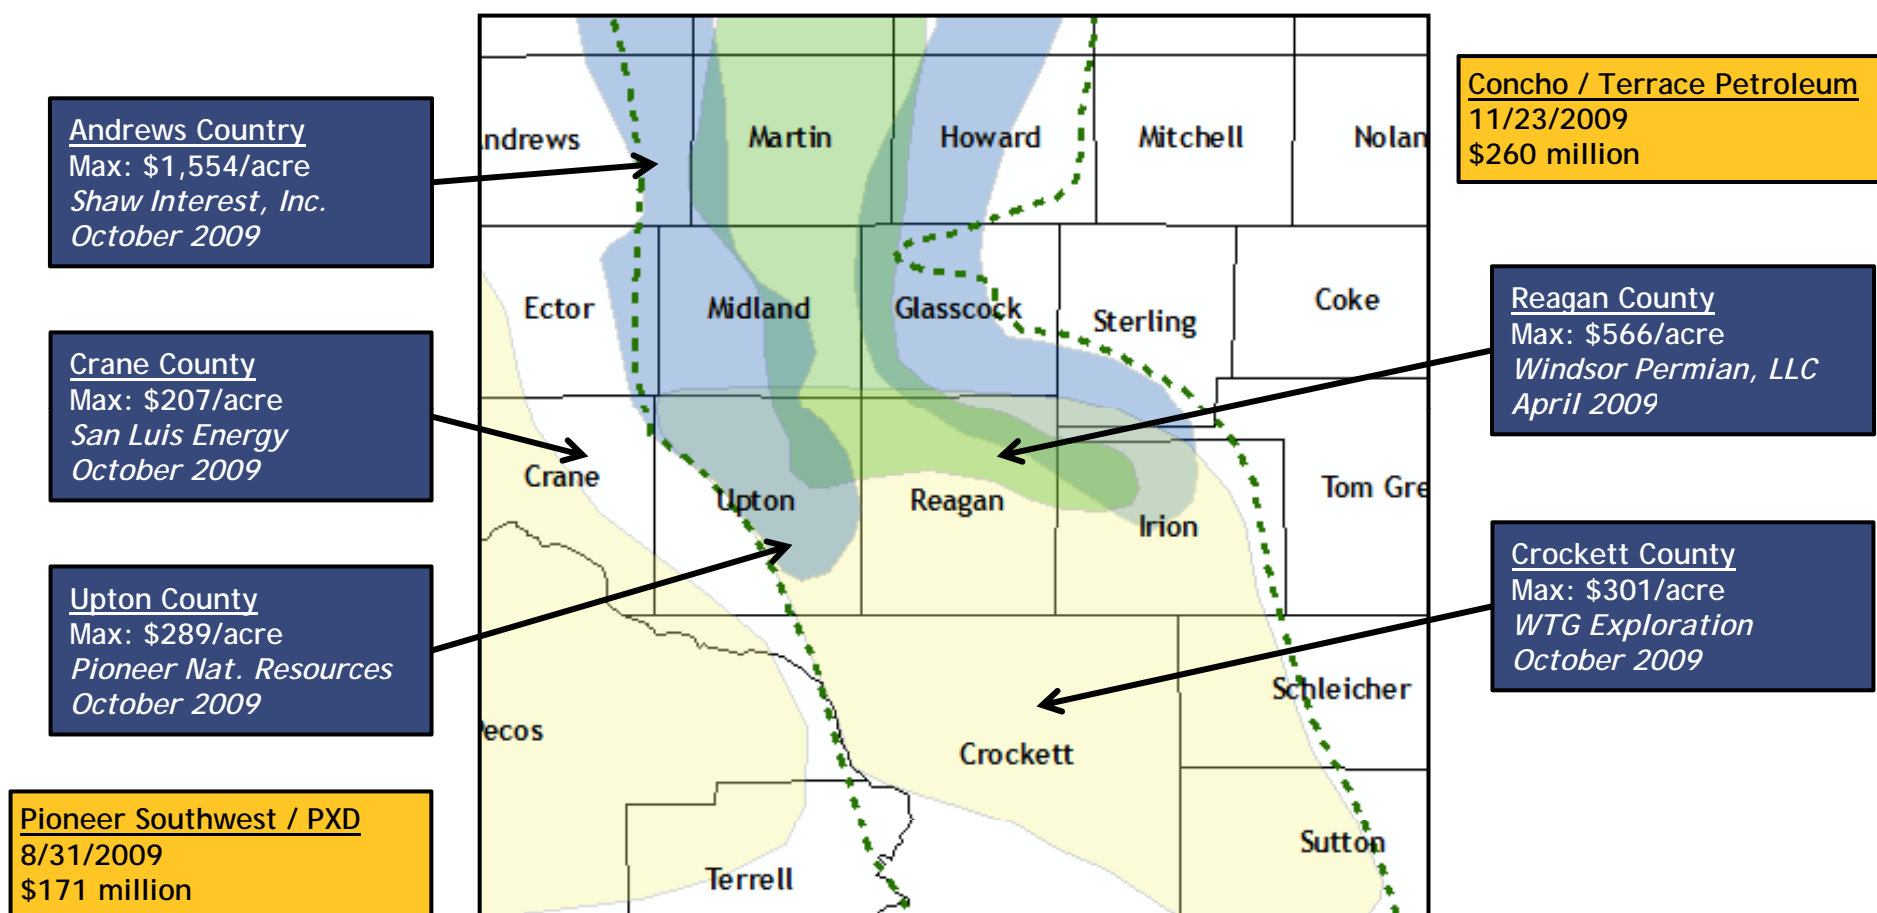 Andrews Country
Max: $1,554/acre
Shaw Interest, Inc.
October 2009
Crane County
Max: $207/acre
San Luis Energy
October 2009
Upton County
Max: $289/acre
Pioneer Nat. Resources
October 2009
Pioneer Southwest / PXD
8/31/2009
$171 million
ndrews
Martin
Howard
Mitchell
Nolan
Ector
Midland
Glasscock
Sterling
Coke
Crane
Upton
Reagan
Irion
Tom Gre
ecos
Crockett
Schleicher
Terrell
Sutton
Concho / Terrace Petroleum
11/23/2009
$260 million
Reagan County
Max: $566/acre
Windsor Permian, LLC
April 2009
Crockett County
Max: $301/acre
WTG Exploration
October 2009